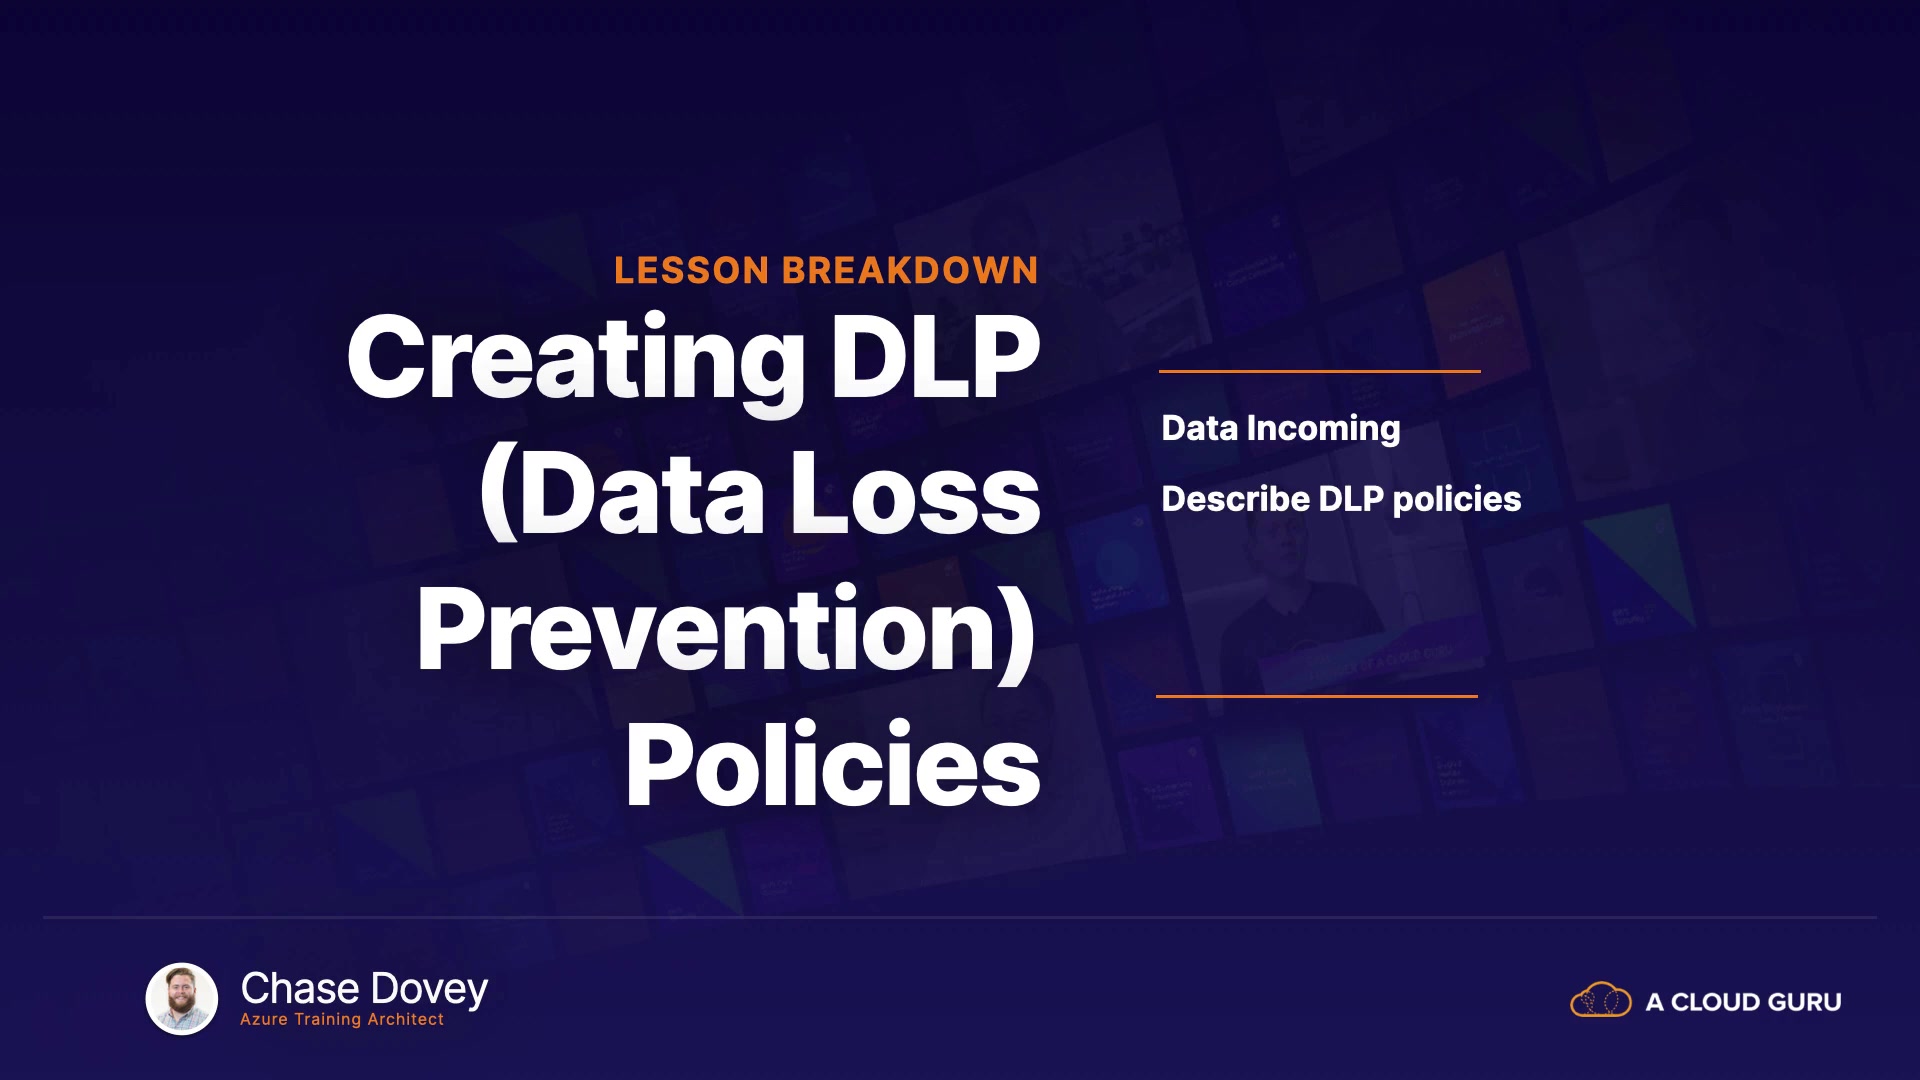 LESSON BREAKDOWN
Creating DLP
(Data Loss
Prevention)
Policies
Data Incoming
Describe DLP policies
Chase Dovey
Azure Training Architect
A CLOUD GURU